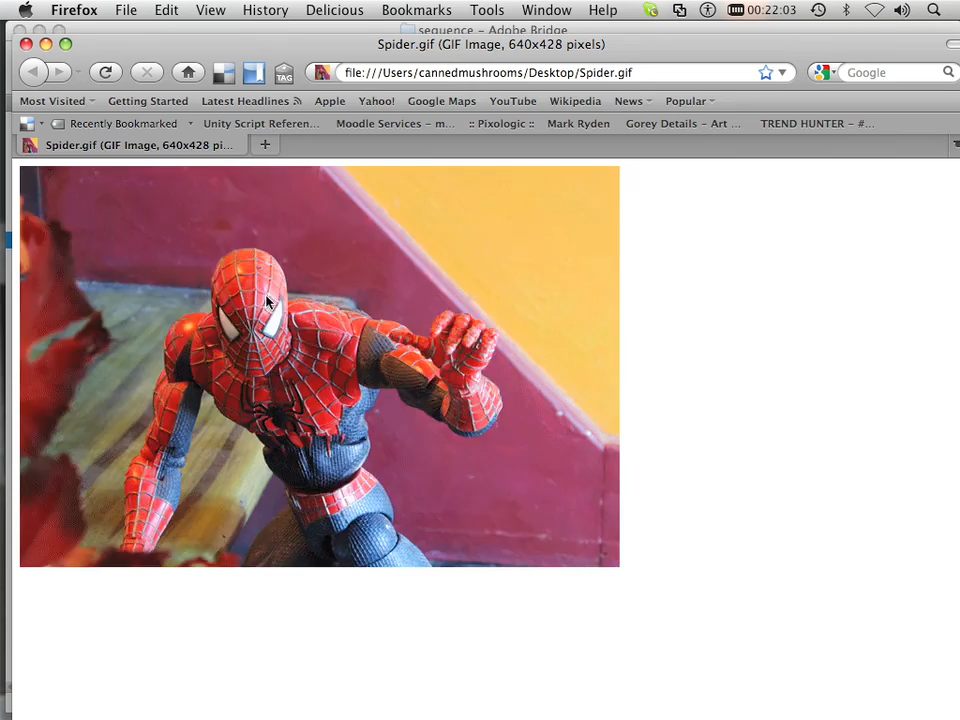 Firefox File Edit View History Delicious Bookmarks Tools Window Help 00:22:03
sequence - Adobe Bridge
Spider.gif (GIF Image, 640x428 pixels)
TAG file:///Users/cannedmushrooms/Desktop/Spider.gif Google
Most Visited Getting Started Latest Headlines Apple Yahoo! Google Maps YouTube Wikipedia News Popular
Recently Bookmarked Unity Script Referen... Moodle Services - m... :: Pixologic :: Mark Ryden Gorey Details - Art TREND HUNTER - #...
Spider.gif (GIF Image, 640x428 pi... +